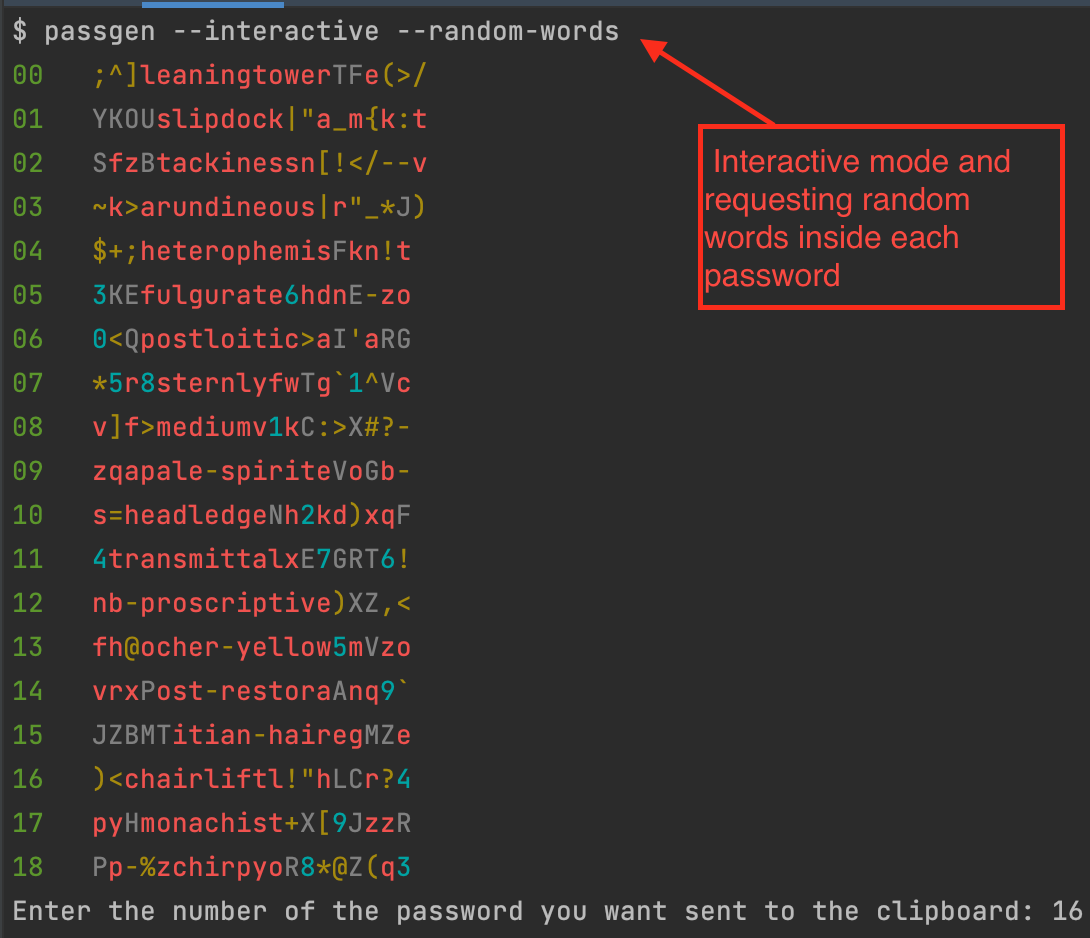 $ passgen --interactive --random-words
00 ;^]leaningtowerTFe(>/
01 YKOUslipdock|"a_m{k:t
02 SfzBtackinessn[!</--v
03 ~k>arundineous|r"_*J)
04 $+;heterophemisFkn!t
05 3KEfulgurate6hdnE-zo
06 0<Qpostloitic>aI'aRG
07 *5r8sternlyfwTg`1^Vc
08 v]f>mediumv1kC:>X#?-
09 zqapale-spiriteVoGb-
10 s=headledgeNh2kd)xqF
11 4transmittalxE7GRT6!
12 nb-proscriptive)XZ,<
13 fh@ocher-yellow5mVzo
14 vrxPost-restoraAnq9`
15 JZBMTitian-hairegMZe
16 )<chairliftl!"hLCr?4
17 pyHmonachist+X[9JzzR
18 Pp-%zchirpyoR8*@Z(q3
Enter the number of the password you want sent to the clipboard: 16
Interactive mode and
requesting random
words inside each
password